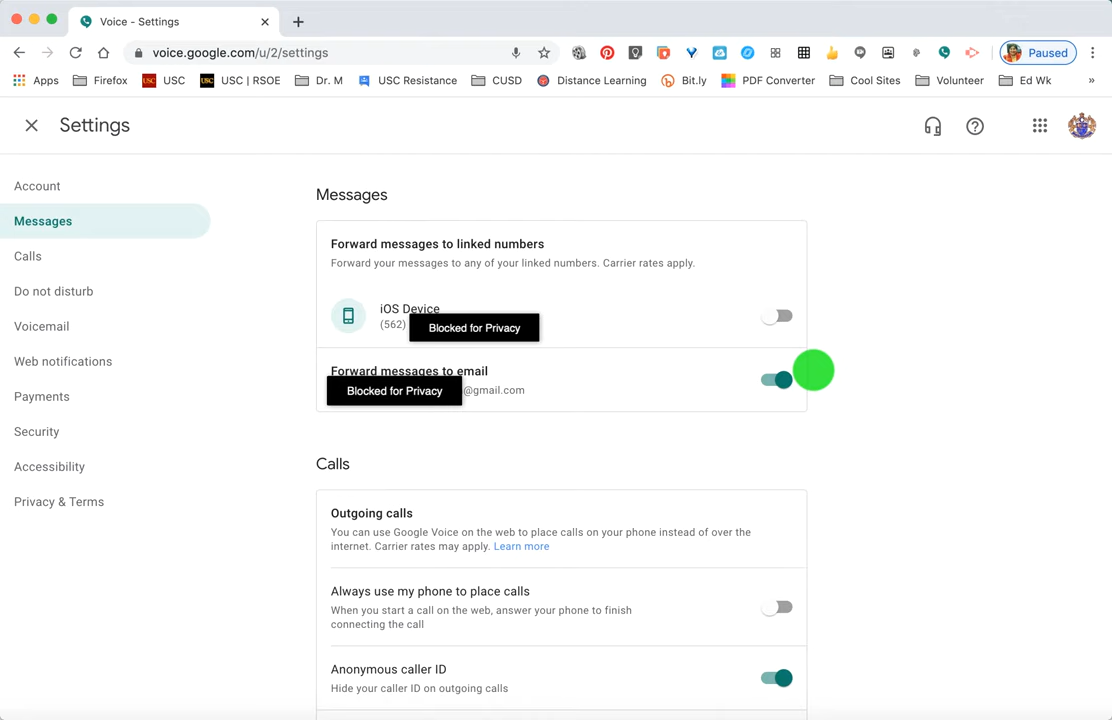 Voice - Settings
voice.google.com/u/2/settings
Paused
Apps
Firefox
USC
USC
USC | RSOE
Dr. M
USC Resistance
CUSD
Distance Learning
Bit.ly
PDF Converter
Cool Sites
Volunteer
Ed Wk
»
Settings
Account
Messages
Calls
Do not disturb
Voicemail
Web notifications
Payments
Security
Accessibility
Privacy & Terms
Messages
Forward messages to linked numbers
Forward your messages to any of your linked numbers. Carrier rates apply.
iOS Device
(562)
Blocked for Privacy
Forward messages to email
Blocked for Privacy
@gmail.com
Calls
Outgoing calls
You can use Google Voice on the web to place calls on your phone instead of over the
internet. Carrier rates may apply. Learn more
Always use my phone to place calls
When you start a call on the web, answer your phone to finish
connecting the call
Anonymous caller ID
Hide your caller ID on outgoing calls